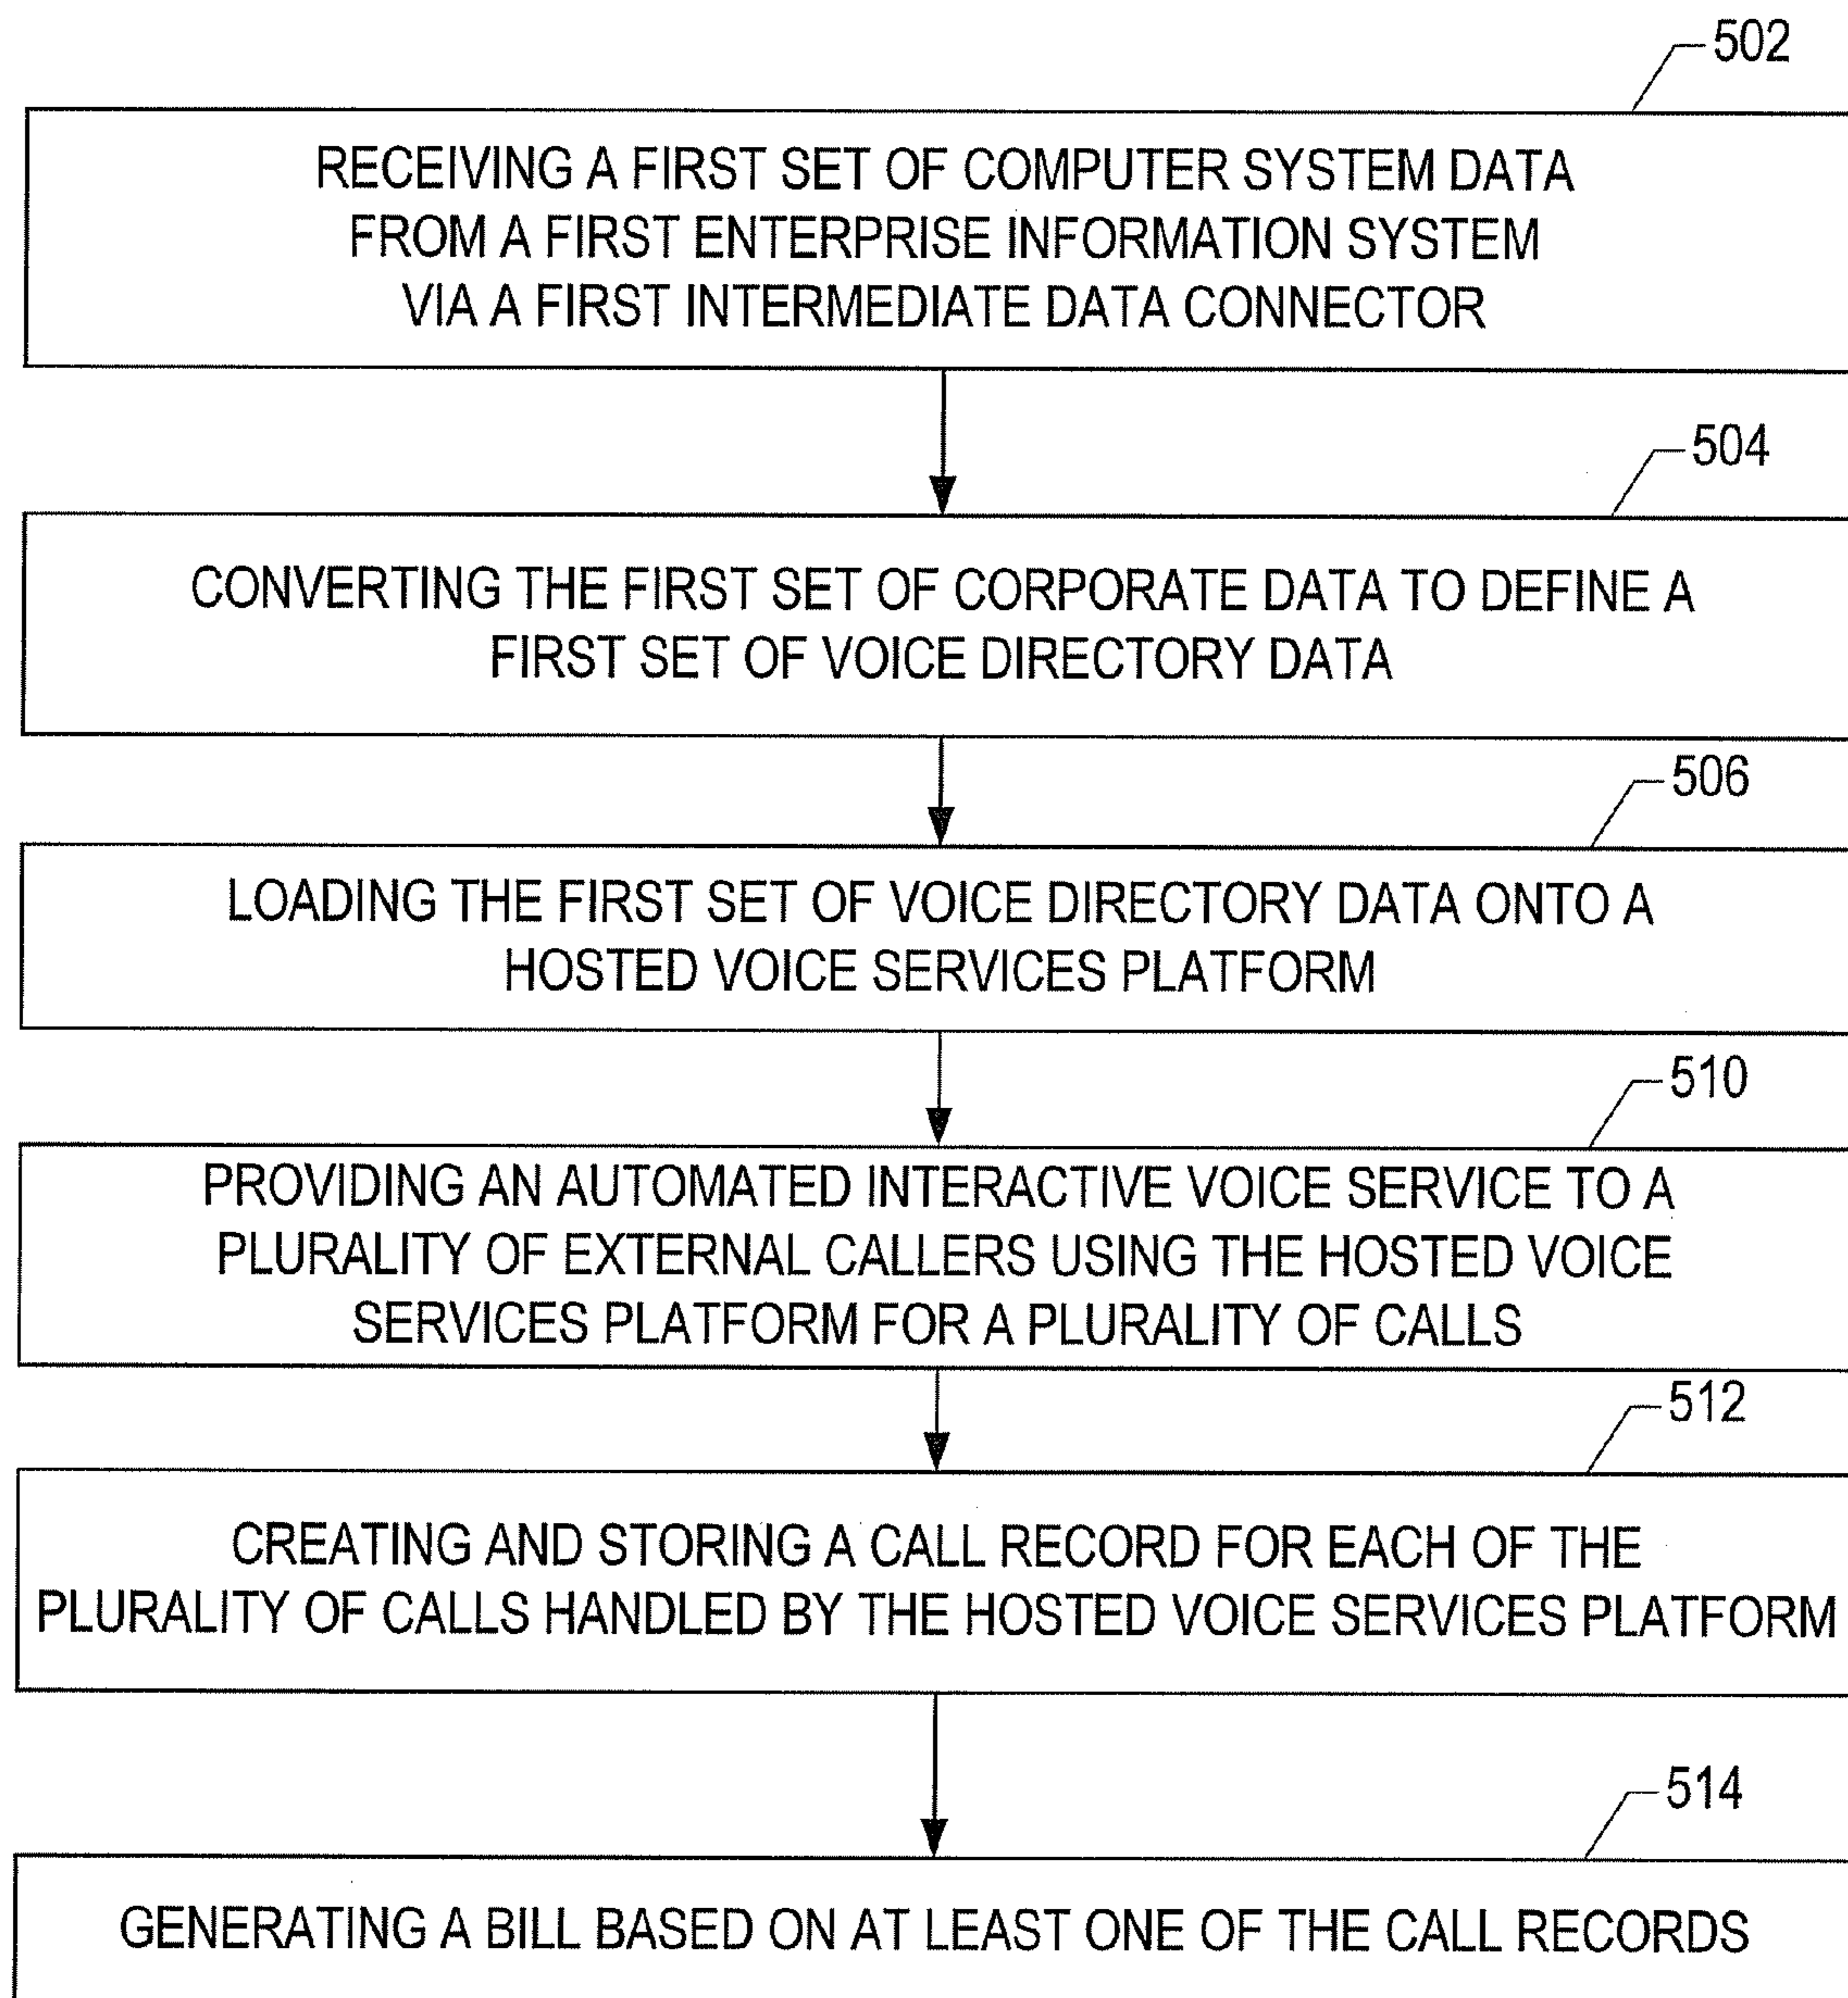 502
RECEIVING A FIRST SET OF COMPUTER SYSTEM DATA
FROM A FIRST ENTERPRISE INFORMATION SYSTEM
VIA A FIRST INTERMEDIATE DATA CONNECTOR
504
CONVERTING THE FIRST SET OF CORPORATE DATA TO DEFINE A
FIRST SET OF VOICE DIRECTORY DATA
506
LOADING THE FIRST SET OF VOICE DIRECTORY DATA ONTO A
HOSTED VOICE SERVICES PLATFORM
510
PROVIDING AN AUTOMATED INTERACTIVE VOICE SERVICE TO A
PLURALITY OF EXTERNAL CALLERS USING THE HOSTED VOICE
SERVICES PLATFORM FOR A PLURALITY OF CALLS
512
CREATING AND STORING A CALL RECORD FOR EACH OF THE
PLURALITY OF CALLS HANDLED BY THE HOSTED VOICE SERVICES PLATFORM
514
GENERATING A BILL BASED ON AT LEAST ONE OF THE CALL RECORDS